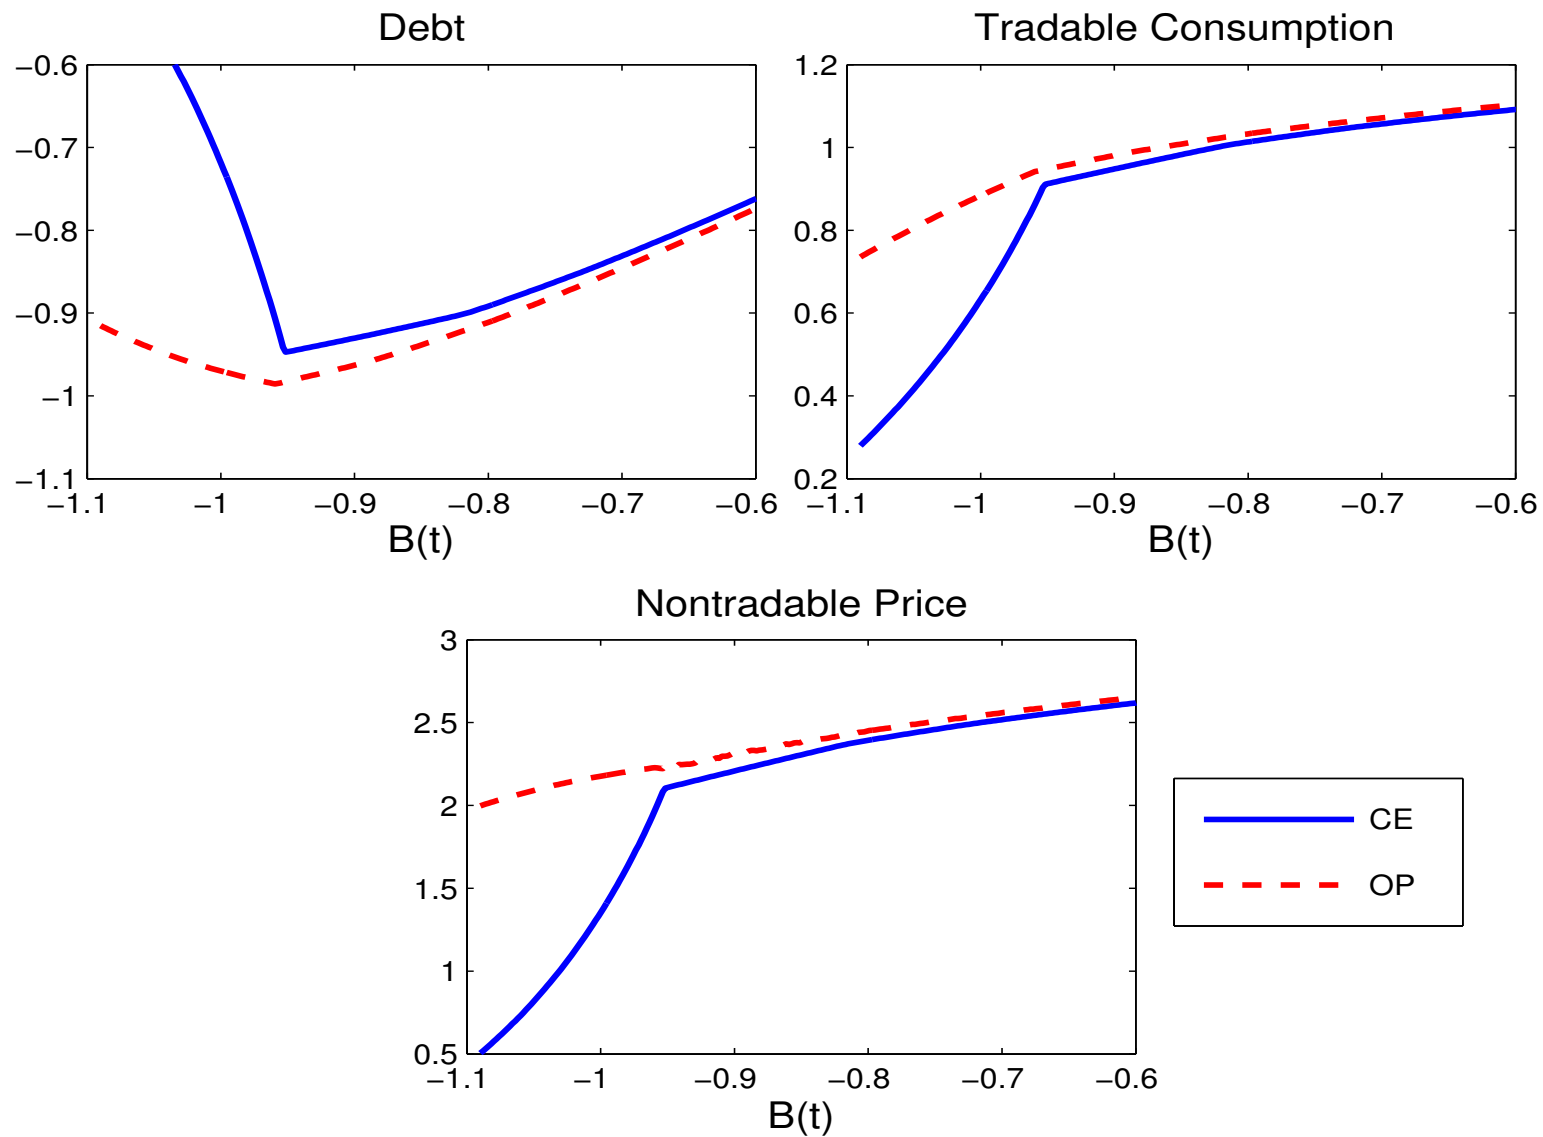 Debt
−0.6
−0.7
−0.8
−0.9
−1
−1.1
−1.1 −1 −0.9 −0.8 −0.7 −0.6
B(t)
Tradable Consumption
1.2
1
0.8
0.6
0.4
0.2
−1.1 −1 −0.9 −0.8 −0.7 −0.6
B(t)
Nontradable Price
3
2.5
2
1.5
1
0.5
−1.1 −1 −0.9 −0.8 −0.7 −0.6
B(t)
CE
OP